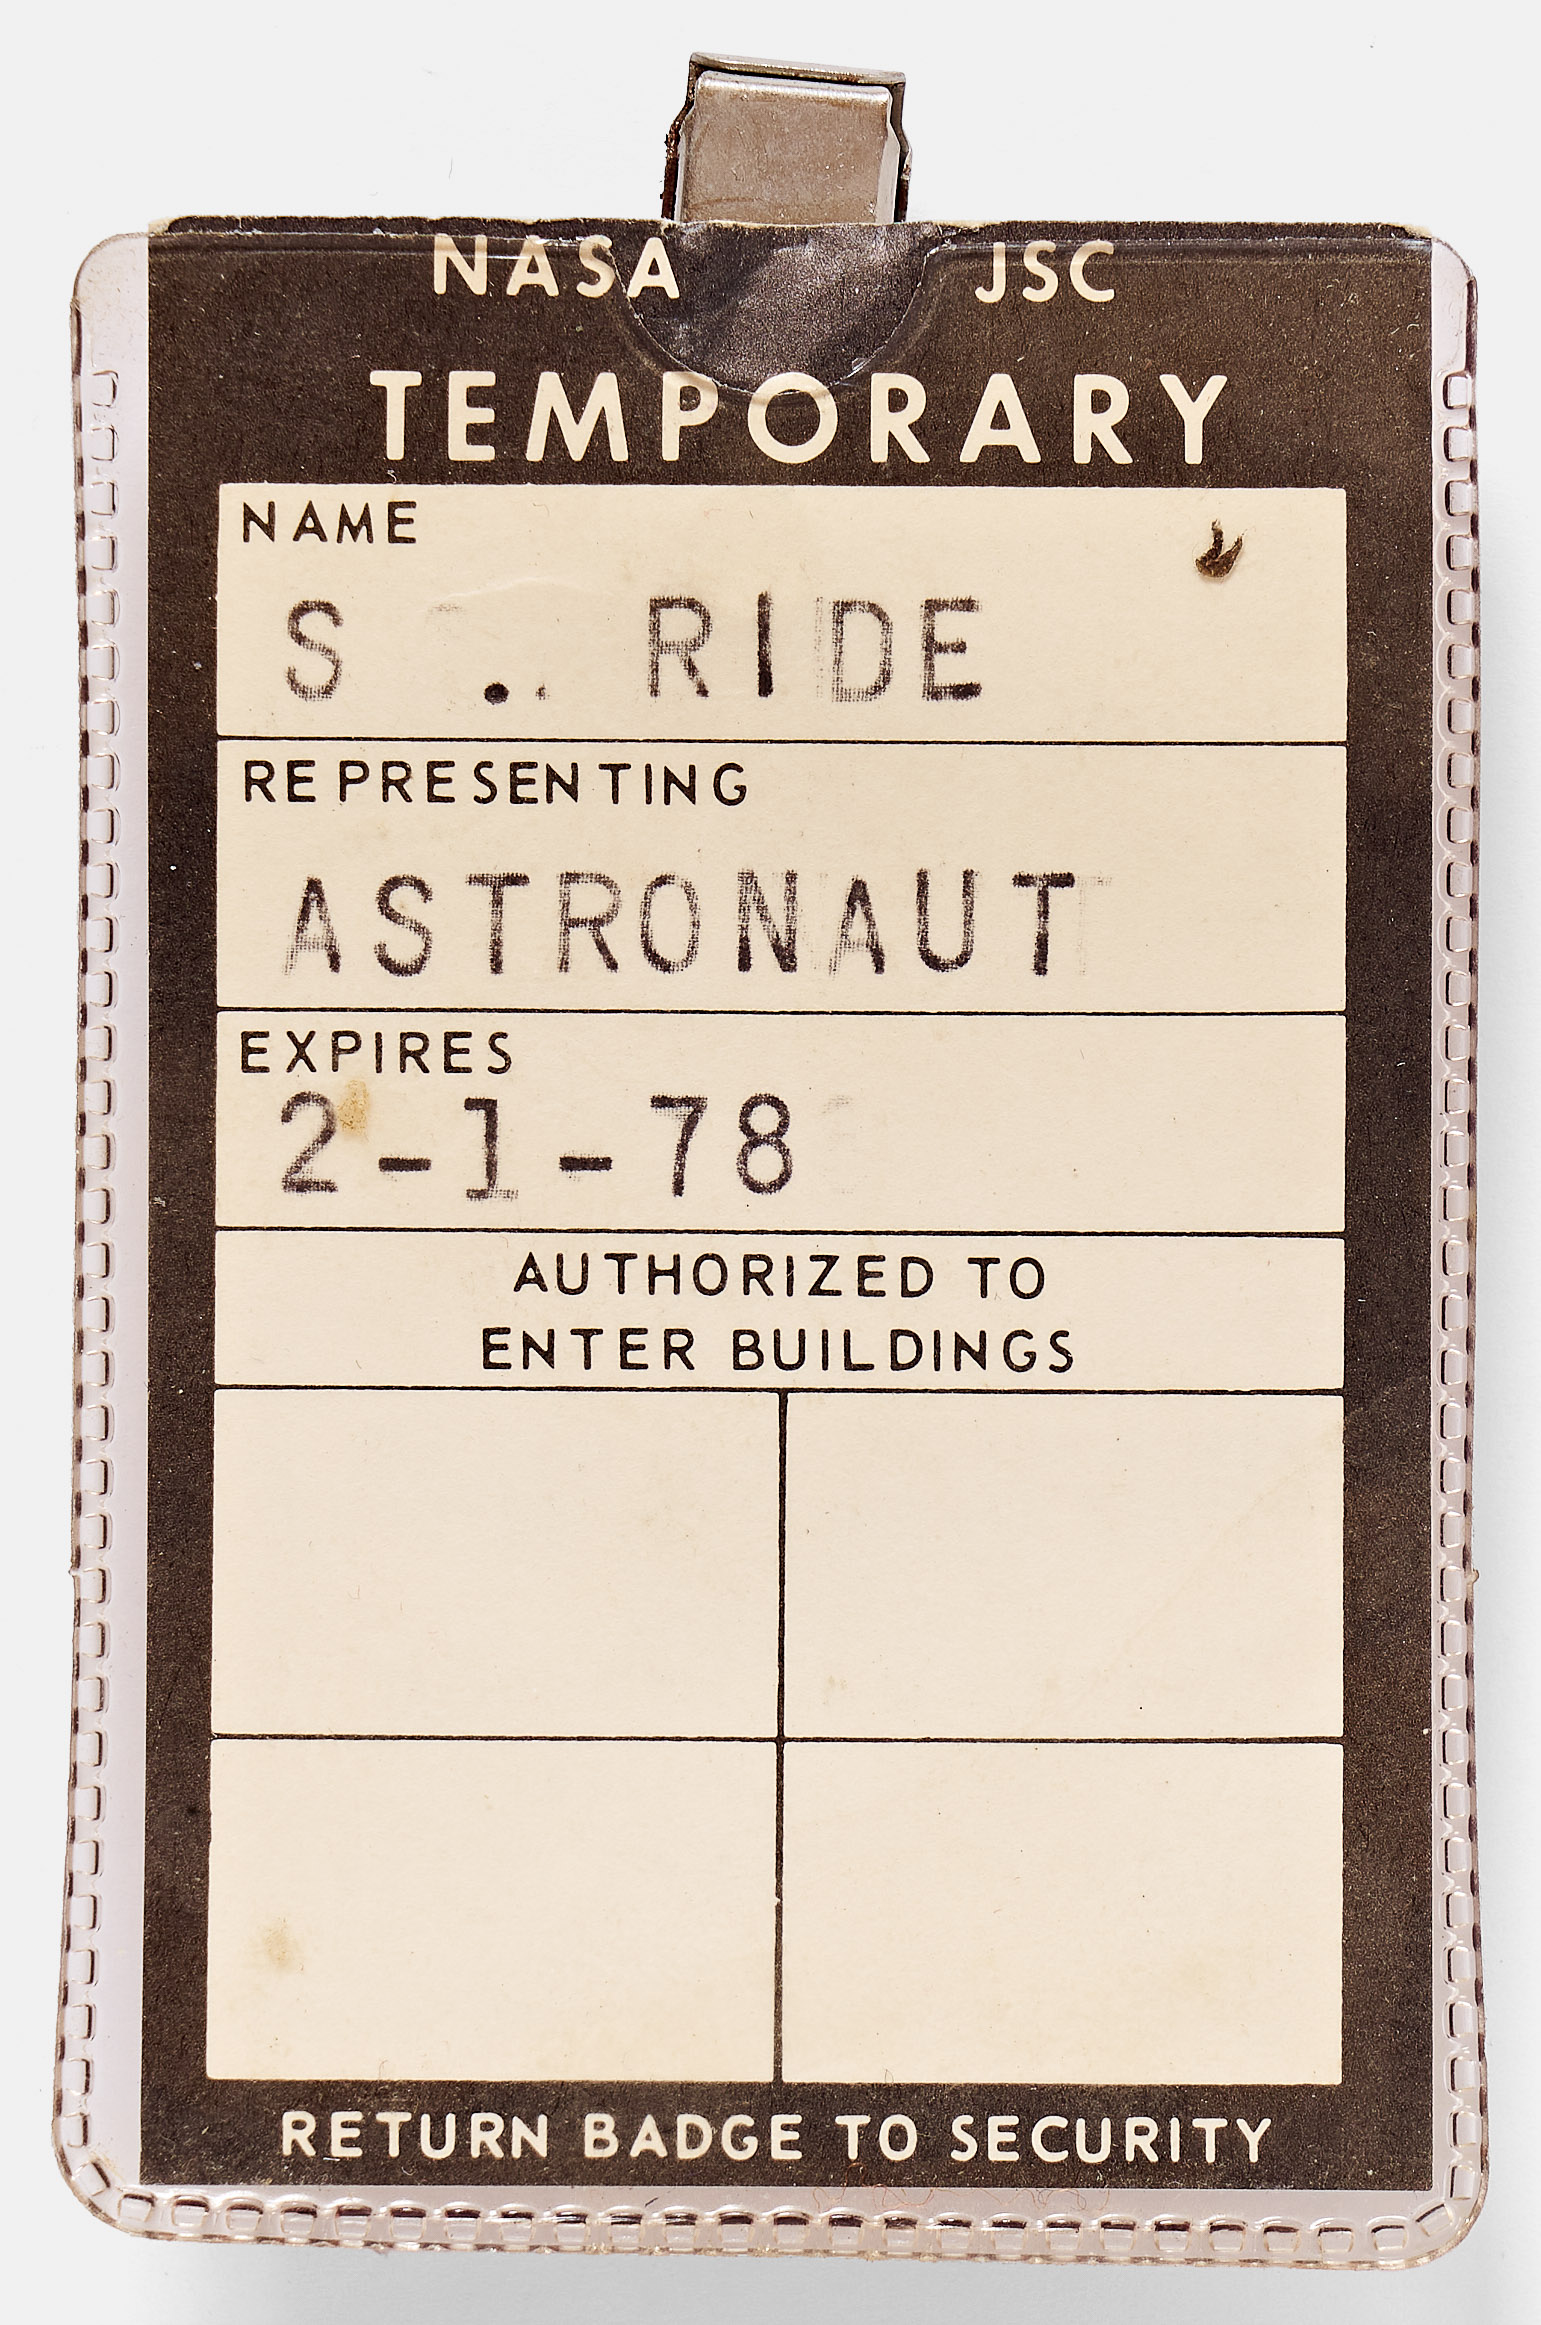 NASA JSC
TEMPORARY
NAME
S . RIDE
REPRESENTING
ASTRONAUT
EXPIRES
2-1-78
AUTHORIZED TO
ENTER BUILDINGS
RETURN BADGE TO SECURITY